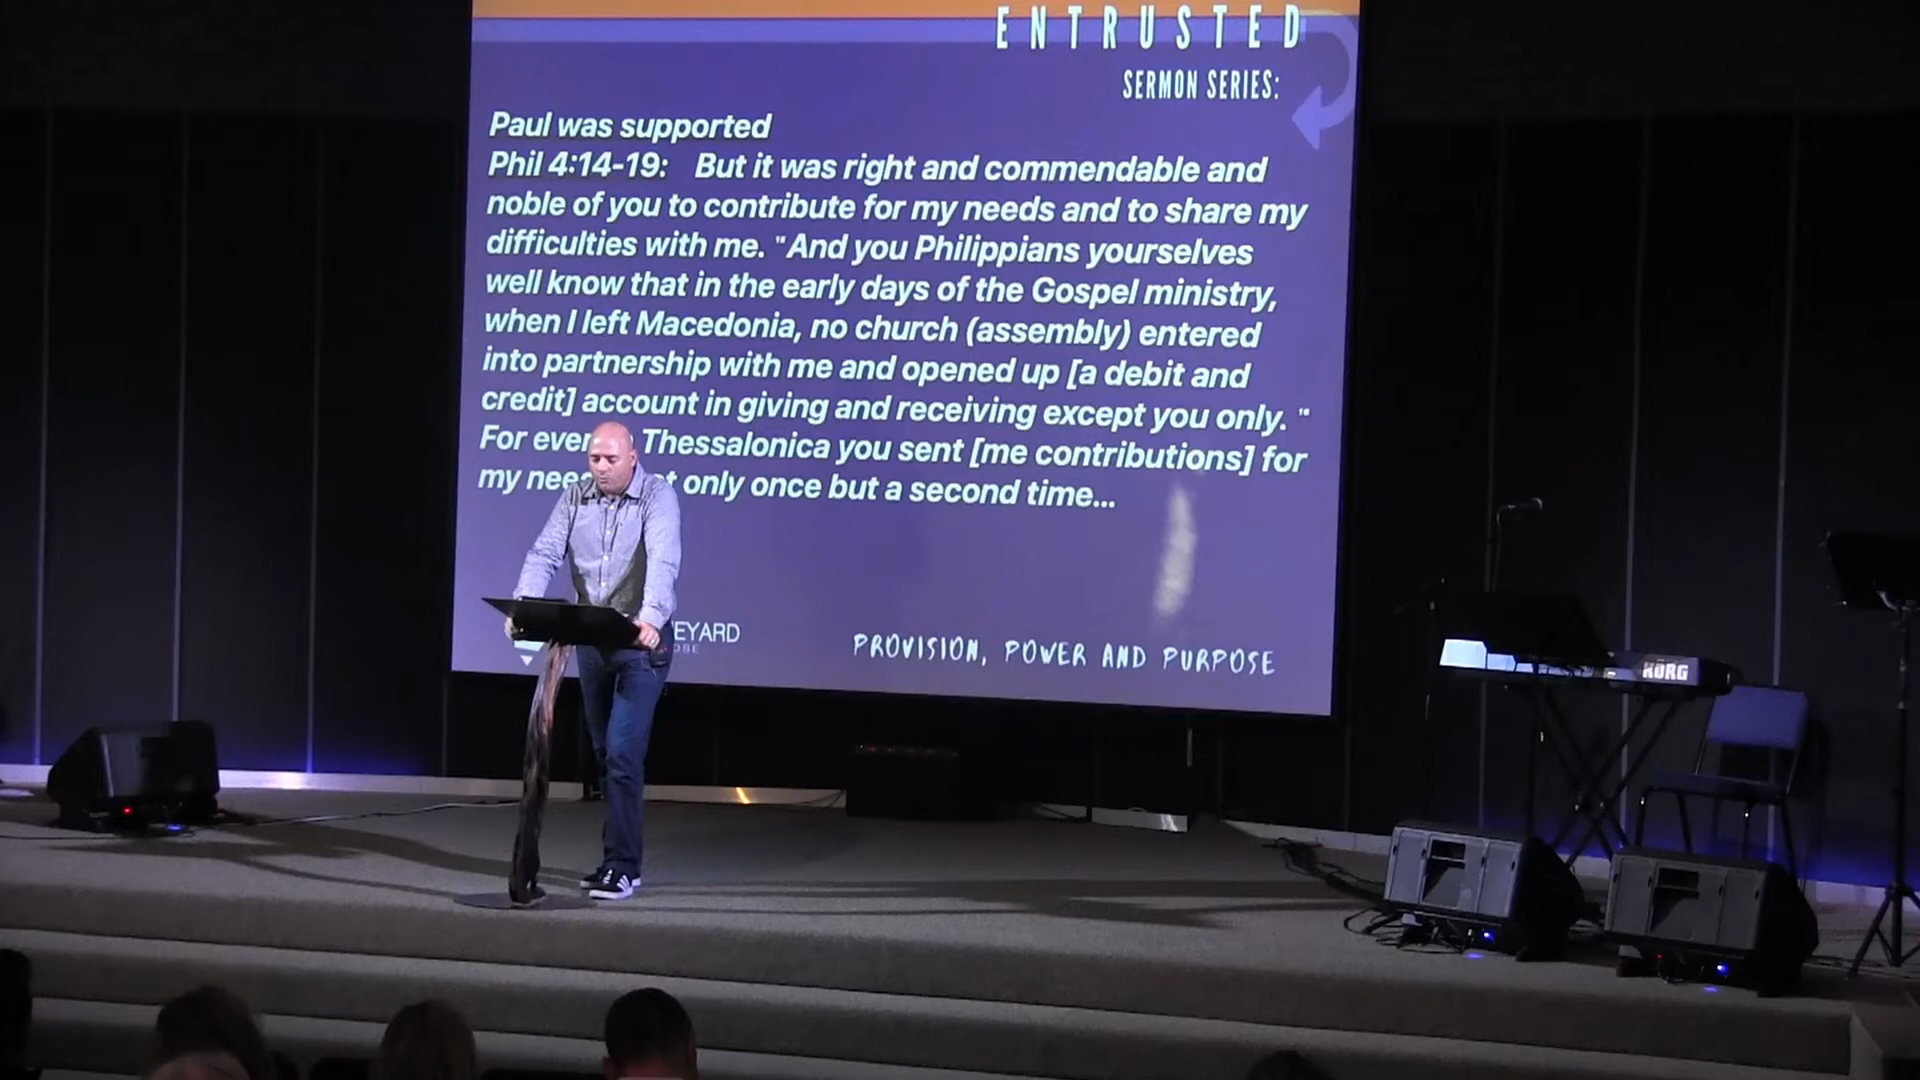 ENTRUSTED
SERMON SERIES:
Paul was supported
Phil 4:14-19: But it was right and commendable and
noble of you to contribute for my needs and to share my
difficulties with me. "And you Philippians yourselves
well know that in the early days of the Gospel ministry,
when I left Macedonia, no church (assembly) entered
into partnership with me and opened up [a debit and
credit] account in giving and receiving except you only. "
For even Thessalonica you sent [me contributions] for
my only once but a second time...
EYARD
OSE
PROVISION, POWER AND PURPOSE
KORG